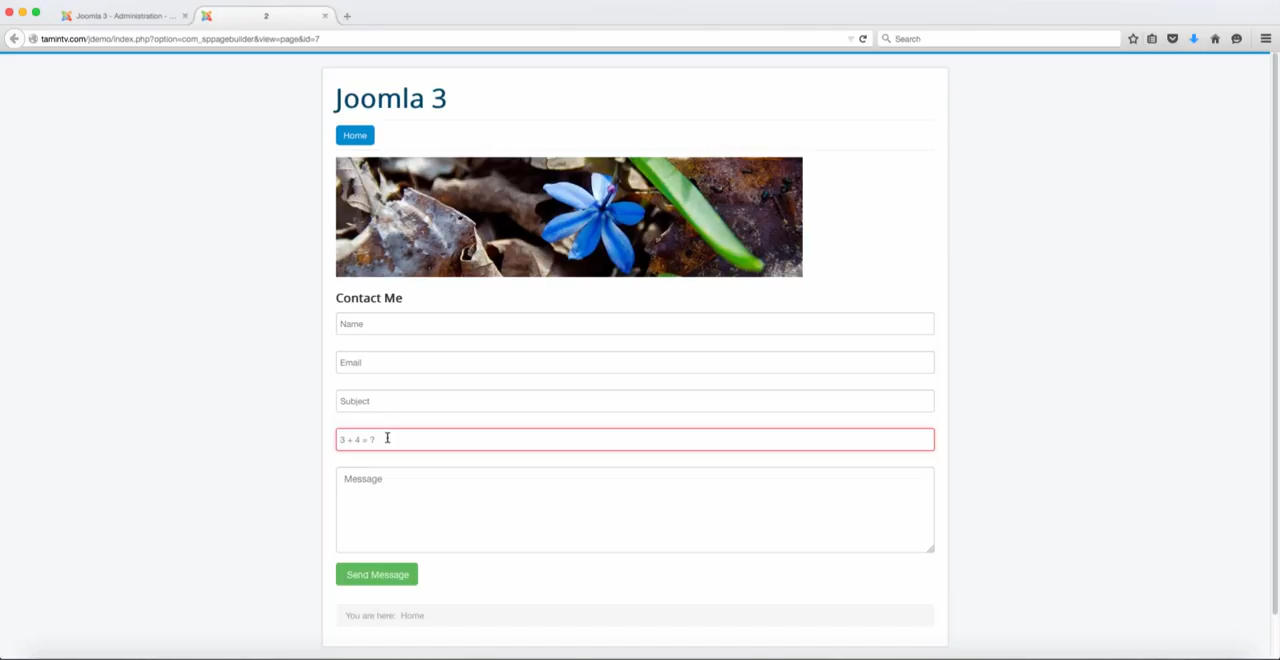 Joomla 3 - Administration - ...
2
tamintv.com/jdemo/index.php?option=com_sppagebuilder&view=page&id=7
Search
Joomla 3
Home
Contact Me
Name
Email
Subject
3 + 4 = ?
Message
Send Message
You are here: Home